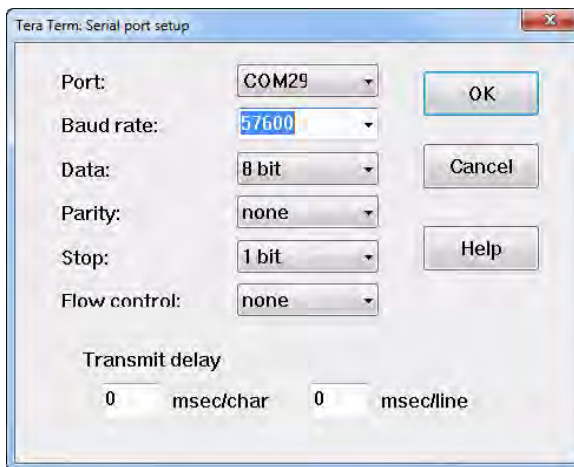 Tera Term: Serial port setup
Port: COM29 OK
Baud rate: 57600
Data: 8 bit Cancel
Parity: none
Stop: 1 bit Help
Flow control: none
Transmit delay
0 msec/char 0 msec/line